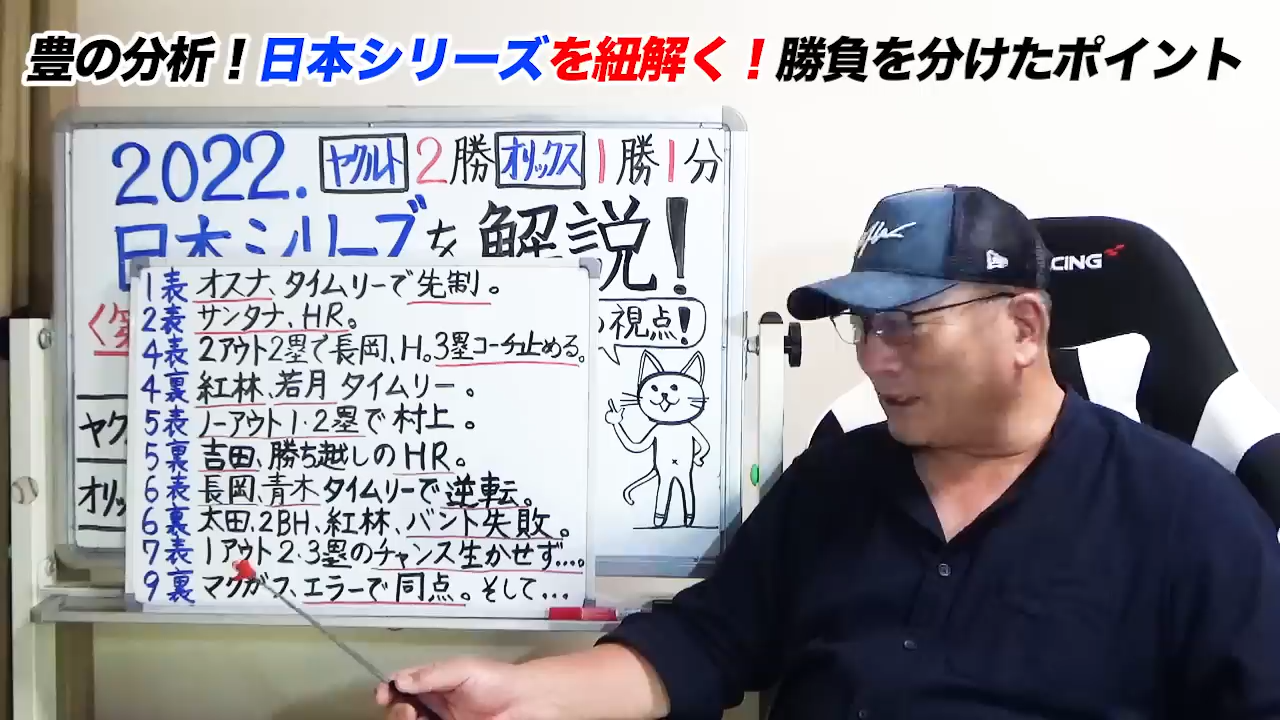 豊の分析！日本シリーズを紐解く！勝負を分けたポイント
2022. ヤクルト 2勝 オリックス 1勝1分
日本シリーズを解説！
視点！
1表 オスナ、タイムリーで先制。
2表 サンタナ、HR。
4表 2アウト2塁で長岡、H。3塁コーチ止める。
4裏 紅林、若月タイムリー。
5表 ノーアウト1・2塁で村上。
5裏 吉田、勝ち越しのHR。
6表 長岡、青木タイムリーで逆転。
6裏 太田、2BH、紅林、バント失敗。
7表 1アウト2・3塁のチャンス生かせず…。
9裏 マクガフ、エラーで同点。そして…
ヤク
オリッ
CING